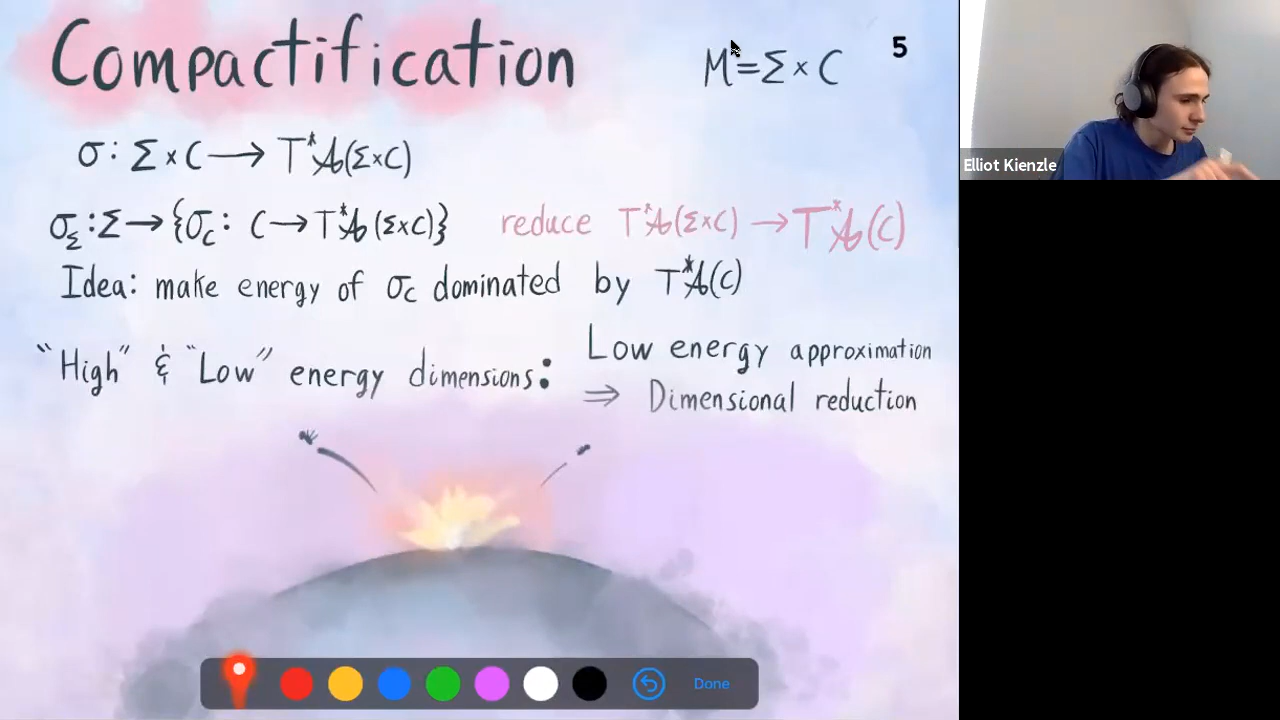 Compactification
M=Σ×C
5
σ: Σ×C⟶T*𝒜(Σ×C)
σ_Σ:Σ→{σ_C: C→T*𝒜(Σ×C)}
reduce T*𝒜(Σ×C)→T*𝒜(C)
Idea: make energy of σ_C dominated by T*𝒜(C)
"High" & "Low" energy dimensions:
Low energy approximation
⇒ Dimensional reduction
Done
Elliot Kienzle